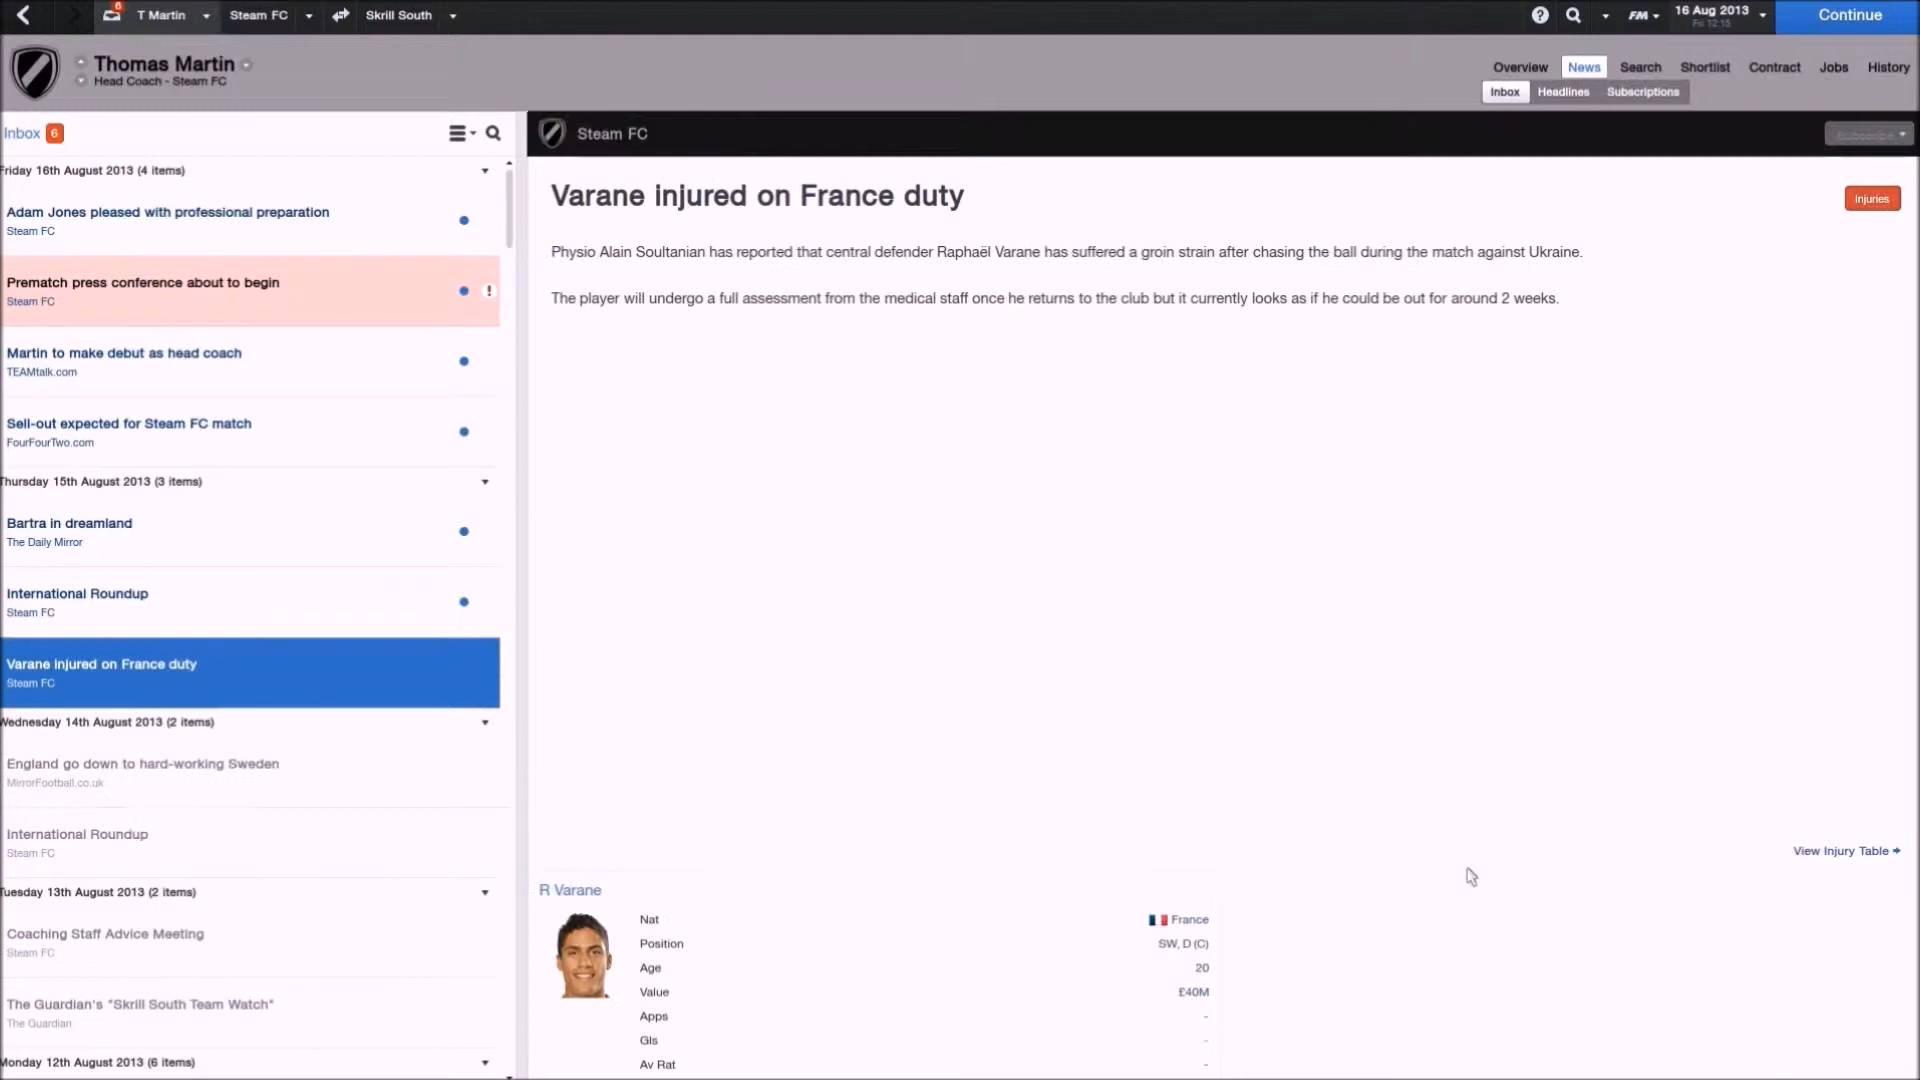 6
T Martin
Steam FC
Skrill South
FM
16 Aug 2013
Fri 12:15
Continue
Thomas Martin
Head Coach - Steam FC
Overview
News
Search
Shortlist
Contract
Jobs
History
Inbox
Headlines
Subscriptions
Inbox 6
Steam FC
Subscribe
Friday 16th August 2013 (4 items)
Adam Jones pleased with professional preparation
Steam FC
Prematch press conference about to begin
Steam FC
!
Martin to make debut as head coach
TEAMtalk.com
Sell-out expected for Steam FC match
FourFourTwo.com
Thursday 15th August 2013 (3 items)
Bartra in dreamland
The Daily Mirror
International Roundup
Steam FC
Varane injured on France duty
Steam FC
Wednesday 14th August 2013 (2 items)
England go down to hard-working Sweden
MirrorFootball.co.uk
International Roundup
Steam FC
Tuesday 13th August 2013 (2 items)
Coaching Staff Advice Meeting
Steam FC
The Guardian's "Skrill South Team Watch"
The Guardian
Monday 12th August 2013 (6 items)
Varane injured on France duty
Injuries
Physio Alain Soultanian has reported that central defender Raphaël Varane has suffered a groin strain after chasing the ball during the match against Ukraine.
The player will undergo a full assessment from the medical staff once he returns to the club but it currently looks as if he could be out for around 2 weeks.
View Injury Table
R Varane
Nat France
Position SW, D (C)
Age 20
Value £40M
Apps -
Gls -
Av Rat -